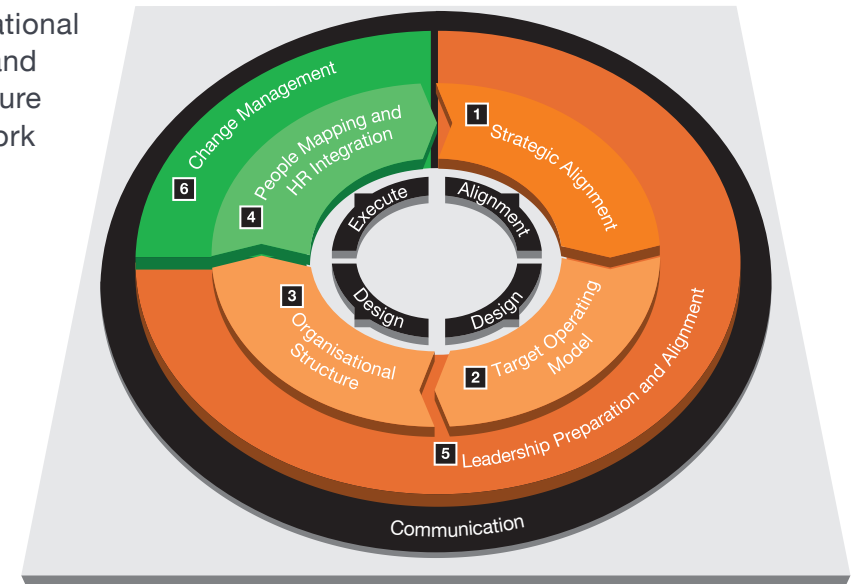 ational
and
ure
ork
1
Strategic Alignment
2
Target Operating
Model
3
Organisational
Structure
4
People Mapping and
HR Integration
5
Leadership Preparation and Alignment
6
Change Management
Execute
Alignment
Design
Design
Communication